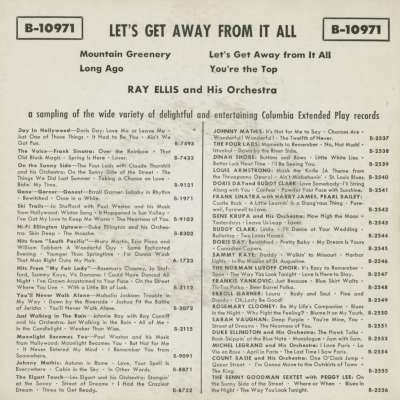 B-10971
LET'S GET AWAY FROM IT ALL
B-10971
Mountain Greenery
Let's Get Away from It All
Long Ago
You're the Top
RAY ELLIS and His Orchestra
a sampling of the wide variety of delightful and entertaining Columbia Extended Play records
Day in Hollywood—Doris Day: Love Me or Leave Me •
Just One of Those Things • It Had to Be You • Ain't We
Got Fun. B-7493
The Voice—Frank Sinatra: Over the Rainbow • That
Old Black Magic • Spring Is Here • Lover. B-7433
On the Sunny Side—The Four Lads with Claude Thornhill
and His Orchestra: On the Sunny Side of the Street • The
Things We Did Last Summer • Taking a Chance on Love •
Bidin' My Time. B-9121
Gone—Garner—Gonest—Erroll Garner: Lullaby in Rhythm
• Bewitched • Caio is a While. B-1971
Ski Trails—Jo Stafford with Paul Weston and his Music
from Hollywood: Winter Song • It Happened in Sun Valley •
I've Got My Love to Keep Me Warm • The Nearness of You. B-9103
Hi-Fi Ellington Uptown—Duke Ellington and his Orchestra:
Skin Deep • The Mooche. B-8302
Hits from "South Pacific"—Mary Martin, Ezio Pinza and
William Tabbert: A Wonderful Guy • Some Enchanted
Evening • Younger Than Springtime • I'm Gonna Wash
That Man Right Outa My Hair. A-1723
Hits From "My Fair Lady"—Rosemary Clooney, Jo Stafford,
Sammy Kaye, Vic Damone: I Could Have Danced All
Night • I've Grown Accustomed to Your Face • On the Street
Where You Live • With a Little Bit of Luck. B-2112
You'll Never Walk Alone—Mahalia Jackson: Trouble in
My Way • Down by the Riverside • Joshua Fit the Battle
of Jericho • You'll Never Walk Alone. B-2072
Just Walking in the Rain—Johnnie Ray with Ray Conniff
and his Orchestra: Just Walking in the Rain • All of Me •
In the Candlelight • Weaker Than Wise. B-2115
Moonlight Becomes You—Paul Weston and his Music
from Hollywood: Moonlight Becomes You • But Not for Me
• It Never Entered My Mind • I Remember You from
Somewhere. B-9091
Johnny Mathis: Autumn in Rome • Love, Your Spell Is
Everywhere • Cabin in the Sky • In Other Words. B-8871
The Elgart Touch—Les Elgart and his Orchestra: Stompin'
at the Savoy • Street of Dreams • I Had the Craziest
Dream • Three to Get Ready. B-8752
JOHNNY MATHIS: It's Not for Me to Say • Chances Are •
Wonderful! Wonderful! • The Twelfth of Never. B-2537
THE FOUR LADS: Moments to Remember • No, Not Much! •
Istanbul • Down by the River Side. B-2538
DINAH SHORE: Buttons and Bows • Little White Lies •
Better Luck Next Time • I'll Be Seeing You. B-2539
LOUIS ARMSTRONG: Mack the Knife (A Theme from
the Threepenny Opera) • Ain't Misbehavin' • St. Louis Blues. B-2540
DORIS DAY and BUDDY CLARK: Love Somebody • I'll String
Along with You • Confess • Powder Your Face with Sunshine. B-2541
FRANK SINATRA with HARRY JAMES, PEARL BAILEY:
Castle Rock • A Little Learnin' Is a Dangerous Thing • Farewell,
Farewell to Love. B-2542
GENE KRUPA and His Orchestra: How High the Moon •
Yesterdays • Leave Us Leap • Lover. B-2543
BUDDY CLARK: Linda • I'll Dance at Your Wedding •
Ballerina • Two Loves Have I. B-2544
DORIS DAY: Bewitched • Pretty Baby • My Dream Is Yours
• Canadian Capers. B-2545
SAMMY KAYE: Daddy • Walkin' to Missouri • Harbor
Lights • In the Mission of St. Augustine. B-2546
THE NORMAN LUBOFF CHOIR: It's Easy to Remember •
Soon • The Way You Look Tonight • Love Is Here to Stay. B-2547
FRANKIE YANKOVIC: Just Because • Blue Skirt Waltz •
Tic-Toc Polka • Beer Barrel Polka. B-2548
ERROLL GARNER: Laura • Body and Soul • Fine and
Dandy • Oh, Lady Be Good! B-2549
ROSEMARY CLOONEY: Be My Life's Companion • Blues
in the Night • Why Fight the Feeling? • Blame It on My Youth. B-2550
SARAH VAUGHAN: Deep Purple • You're Mine, You •
Street of Dreams • The Nearness of You. B-2551
DUKE ELLINGTON and His Orchestra: The Hawk Talks •
Rock-Skippin' at the Blue Note • Monologue • Jam with Sam. B-2553
MICHEL LEGRAND and His Orchestra: I Love Paris • La
Vie en Rose • April in Paris • The Last Time I Saw Paris. B-2554
COUNT BASIE and His Orchestra: One O'Clock Jump •
Queer Street • I'm Gonna Move to the Outskirts of Town •
The King. B-2555
THE BENNY GOODMAN SEXTET with PEGGY LEE: On
the Sunny Side of the Street • Where or When • Blues In
the Night • The Way You Look Tonight. B-2556